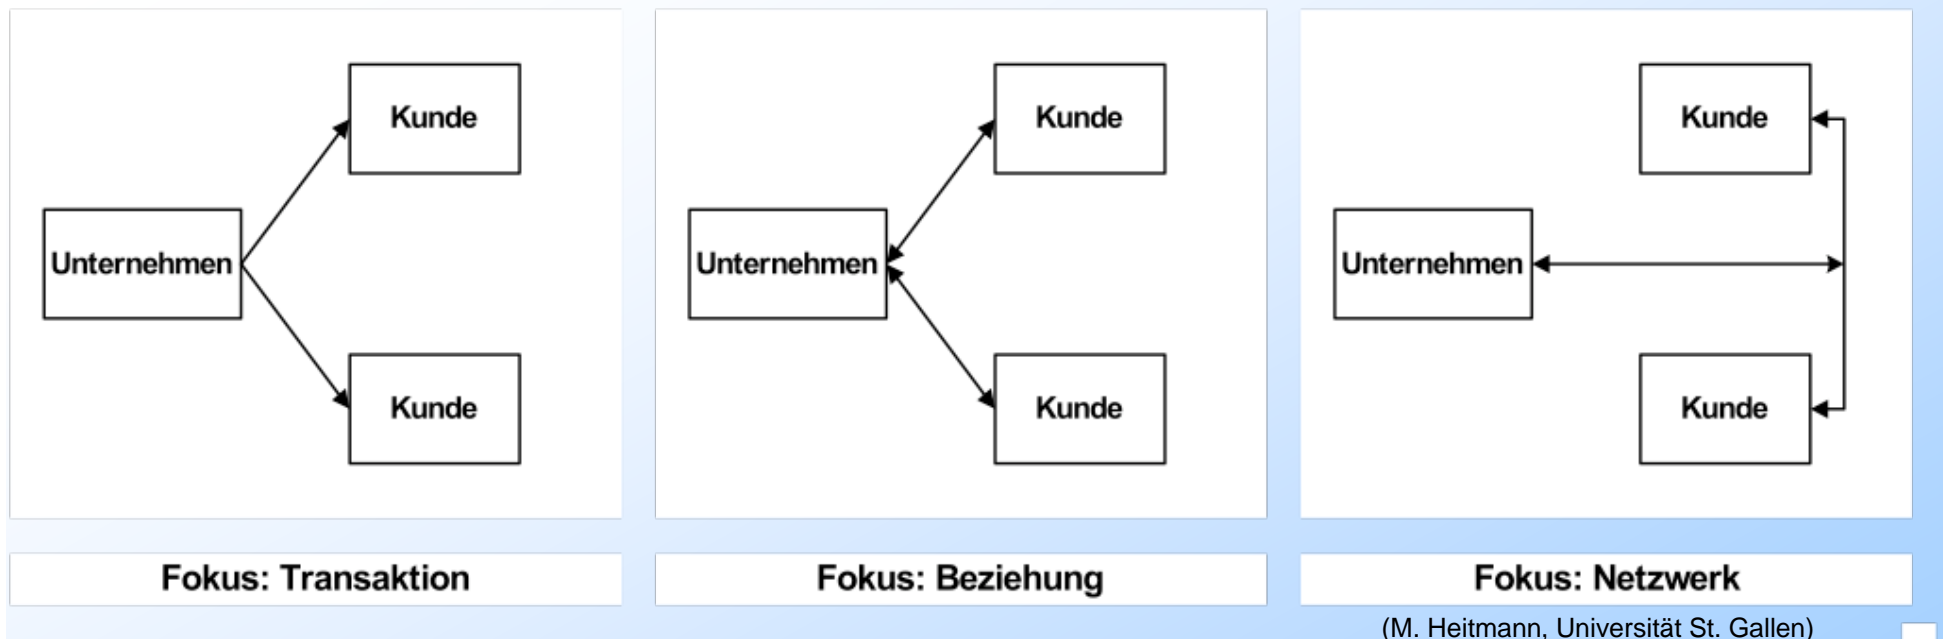 Kunde
Unternehmen
Kunde
Fokus: Transaktion
Kunde
Unternehmen
Kunde
Fokus: Beziehung
Kunde
Unternehmen
Kunde
Fokus: Netzwerk
(M. Heitmann, Universität St. Gallen)